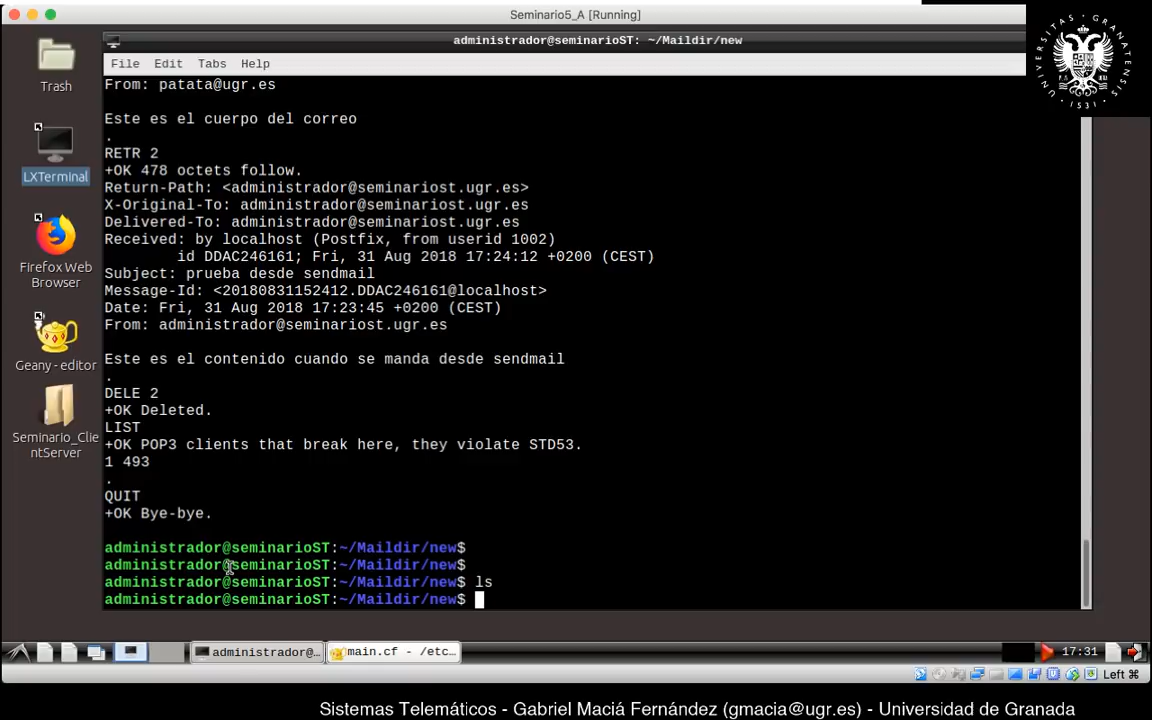 Seminario5_A [Running]
administrador@seminarioST: ~/Maildir/new
File Edit Tabs Help
UNIVERSITAS GRANATENSIS
1531
Trash
LXTerminal
Firefox Web
Browser
Geany - editor
Seminario_Clie
ntServer
From: patata@ugr.es
Este es el cuerpo del correo
.
RETR 2
+OK 478 octets follow.
Return-Path: <administrador@seminariost.ugr.es>
X-Original-To: administrador@seminariost.ugr.es
Delivered-To: administrador@seminariost.ugr.es
Received: by localhost (Postfix, from userid 1002)
id DDAC246161; Fri, 31 Aug 2018 17:24:12 +0200 (CEST)
Subject: prueba desde sendmail
Message-Id: <20180831152412.DDAC246161@localhost>
Date: Fri, 31 Aug 2018 17:23:45 +0200 (CEST)
From: administrador@seminariost.ugr.es
Este es el contenido cuando se manda desde sendmail
.
DELE 2
+OK Deleted.
LIST
+OK POP3 clients that break here, they violate STD53.
1 493
.
QUIT
+OK Bye-bye.
administrador@seminarioST:~/Maildir/new$
administrador@seminarioST:~/Maildir/new$
administrador@seminarioST:~/Maildir/new$ ls
administrador@seminarioST:~/Maildir/new$
administrador@... main.cf - /etc... 17:31
Left ⌘
Sistemas Telemáticos - Gabriel Maciá Fernández (gmacia@ugr.es) - Universidad de Granada